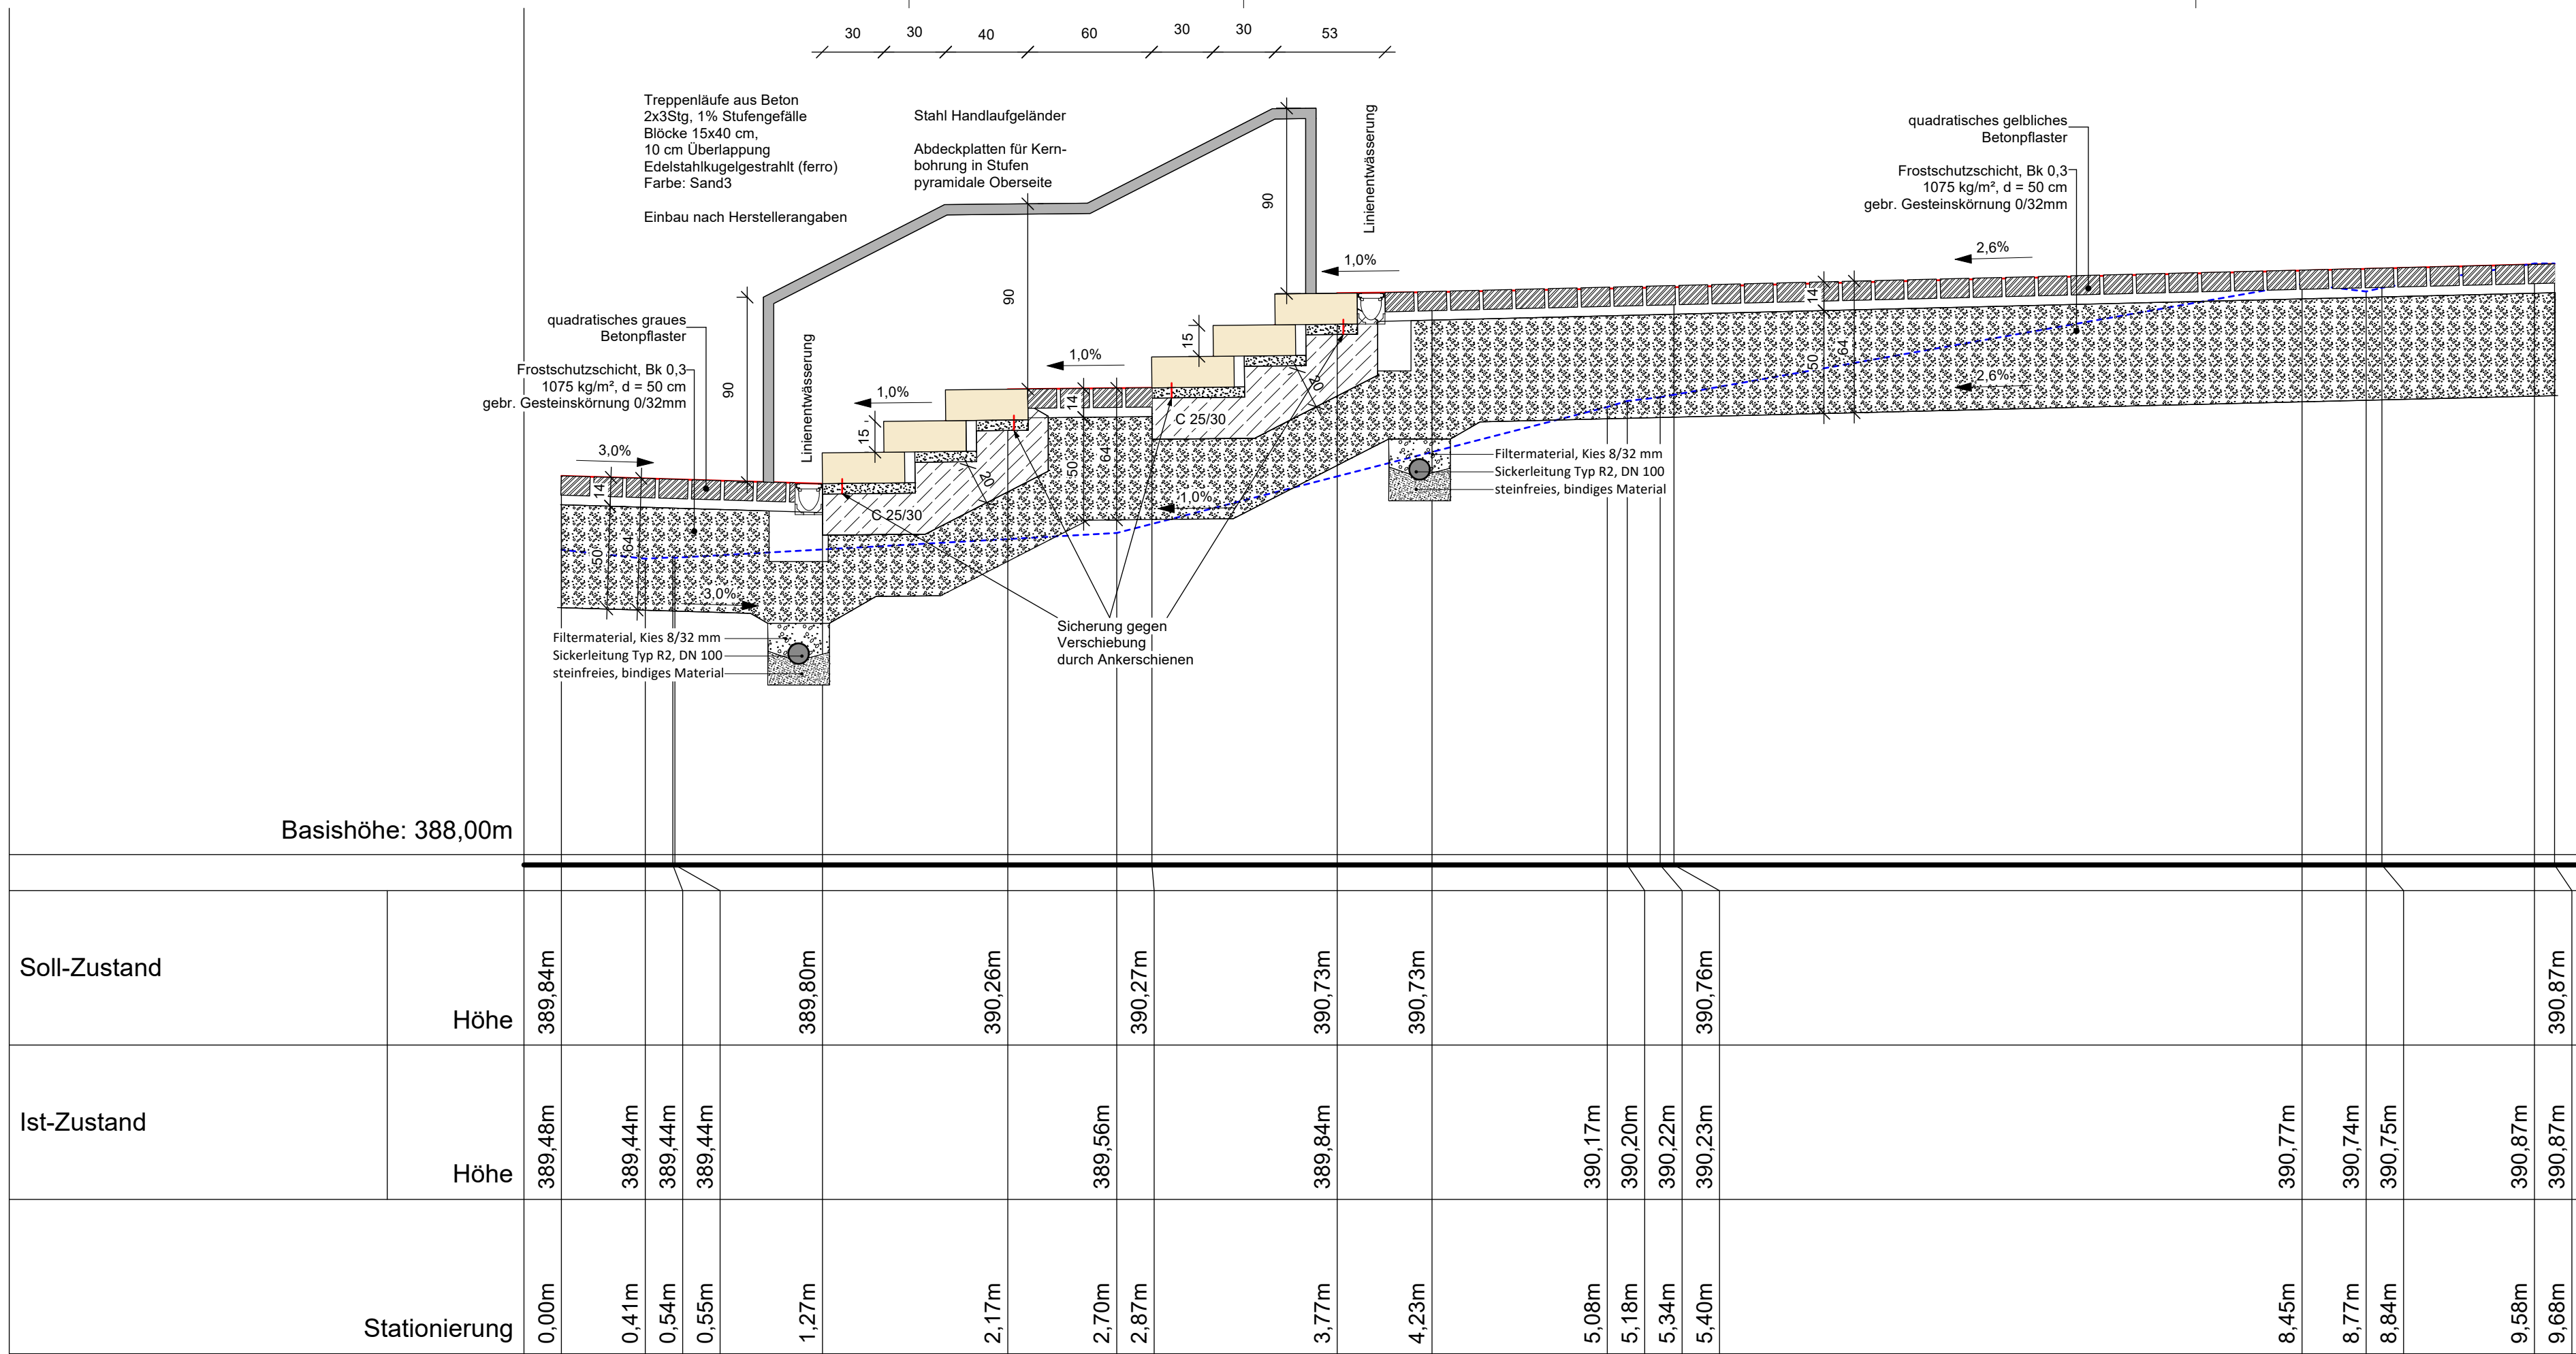 30
30
40
60
30
30
53
Treppenläufe aus Beton
2x3Stg, 1% Stufengefälle
Blöcke 15x40 cm,
10 cm Überlappung
Edelstahlkugelgestrahlt (ferro)
Farbe: Sand3
Einbau nach Herstellerangaben
Stahl Handlaufgeländer
Abdeckplatten für Kern-
bohrung in Stufen
pyramidale Oberseite
Linienentwässerung
quadratisches gelbliches
Betonpflaster
Frostschutzschicht, Bk 0,3
1075 kg/m², d = 50 cm
gebr. Gesteinskörnung 0/32mm
2,6%
1,0%
90
90
90
14
50
64
2,6%
quadratisches graues
Betonpflaster
Frostschutzschicht, Bk 0,3
1075 kg/m², d = 50 cm
gebr. Gesteinskörnung 0/32mm
Linienentwässerung
1,0%
1,0%
15
15
3,0%
14
50
64
3,0%
C 25/30
20
14
50
64
1,0%
C 25/30
20
Filtermaterial, Kies 8/32 mm
Sickerleitung Typ R2, DN 100
steinfreies, bindiges Material
Filtermaterial, Kies 8/32 mm
Sickerleitung Typ R2, DN 100
steinfreies, bindiges Material
Sicherung gegen
Verschiebung
durch Ankerschienen
Basishöhe: 388,00m
Soll-Zustand
Höhe
389,84m
389,80m
390,26m
390,27m
390,73m
390,73m
390,76m
390,87m
Ist-Zustand
Höhe
389,48m
389,44m
389,44m
389,44m
389,56m
389,84m
390,17m
390,20m
390,22m
390,23m
390,77m
390,74m
390,75m
390,87m
390,87m
Stationierung
0,00m
0,41m
0,54m
0,55m
1,27m
2,17m
2,70m
2,87m
3,77m
4,23m
5,08m
5,18m
5,34m
5,40m
8,45m
8,77m
8,84m
9,58m
9,68m